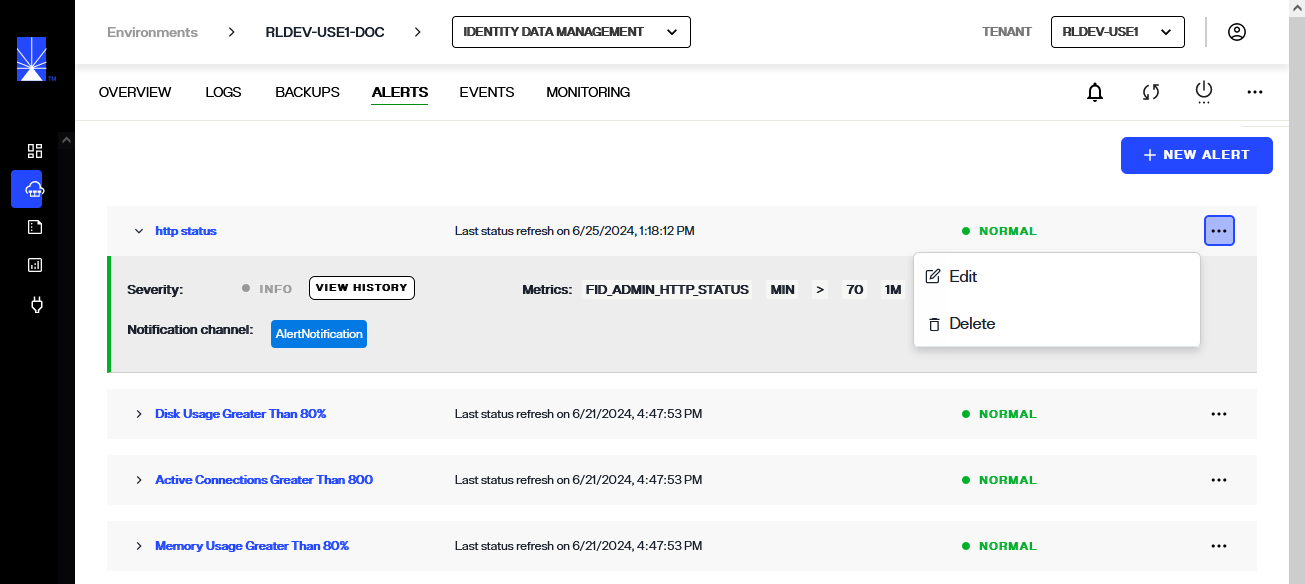 Environments > RLDEV-USE1-DOC > IDENTITY DATA MANAGEMENT TENANT RLDEV-USE1
TM
OVERVIEW LOGS BACKUPS ALERTS EVENTS MONITORING
+ NEW ALERT
http status Last status refresh on 6/25/2024, 1:18:12 PM NORMAL
Edit
Severity: INFO VIEW HISTORY Metrics: FID_ADMIN_HTTP_STATUS MIN > 70 1M
Delete
Notification channel: AlertNotification
Disk Usage Greater Than 80% Last status refresh on 6/21/2024, 4:47:53 PM NORMAL
Active Connections Greater Than 800 Last status refresh on 6/21/2024, 4:47:53 PM NORMAL
Memory Usage Greater Than 80% Last status refresh on 6/21/2024, 4:47:53 PM NORMAL